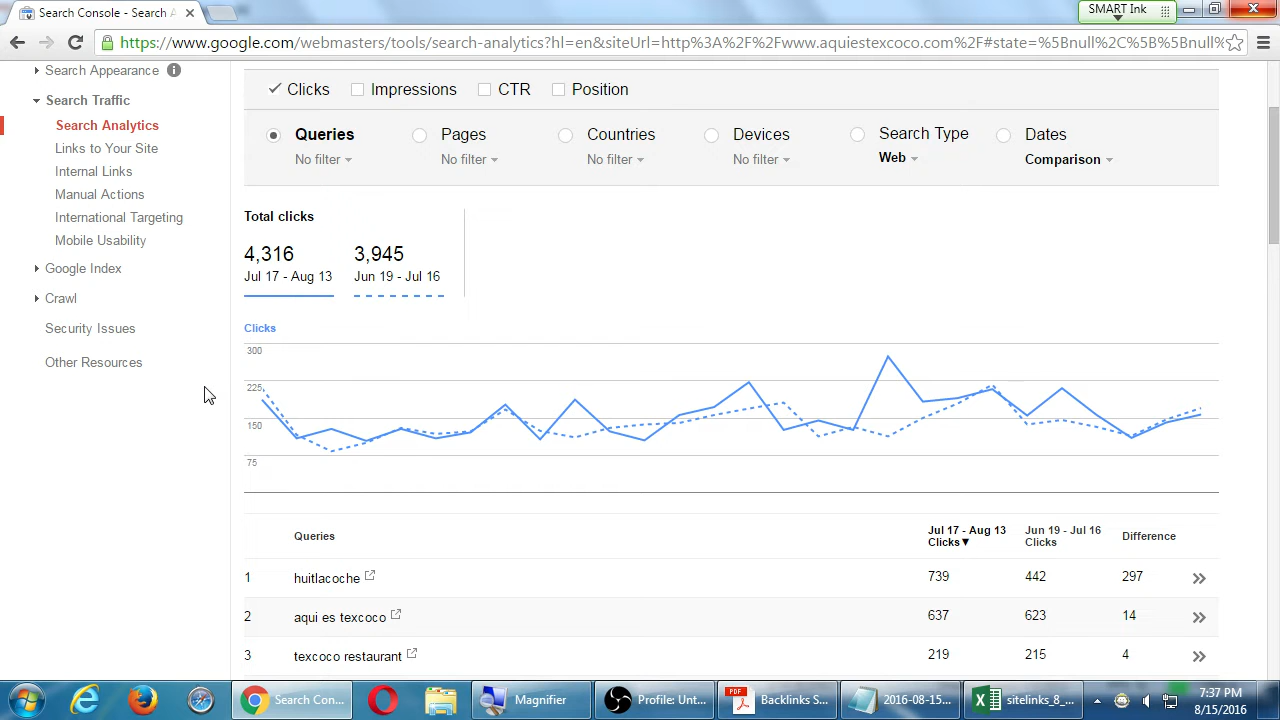 Search Console - Search A
SMART Ink
https://www.google.com/webmasters/tools/search-analytics?hl=en&siteUrl=http%3A%2F%2Fwww.aquiestexcoco.com%2F#state=%5Bnull%2C%5B%5Bnull%
Search Appearance
Search Traffic
Search Analytics
Links to Your Site
Internal Links
Manual Actions
International Targeting
Mobile Usability
Google Index
Crawl
Security Issues
Other Resources
Clicks Impressions CTR Position
Queries Pages Countries Devices Search Type Dates
No filter No filter No filter No filter Web Comparison
Total clicks
4,316 3,945
Jul 17 - Aug 13 Jun 19 - Jul 16
Clicks
300
225
150
75
Queries Jul 17 - Aug 13 Clicks▼ Jun 19 - Jul 16 Clicks Difference
1 huitlacoche 739 442 297
2 aqui es texcoco 637 623 14
3 texcoco restaurant 219 215 4
Search Con... Magnifier Profile: Unt... PDF Backlinks S... 2016-08-15... sitelinks_8_... 7:37 PM
8/15/2016